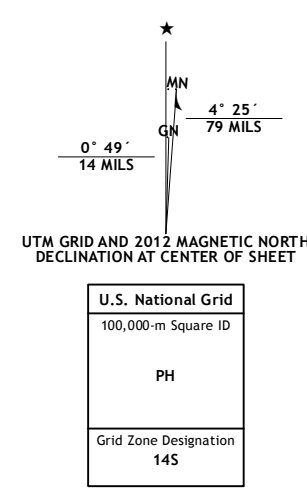 MN
GN
4° 25´
79 MILS
0° 49´
14 MILS
UTM GRID AND 2012 MAGNETIC NORTH
DECLINATION AT CENTER OF SHEET
U.S. National Grid
100,000-m Square ID
PH
Grid Zone Designation
14S